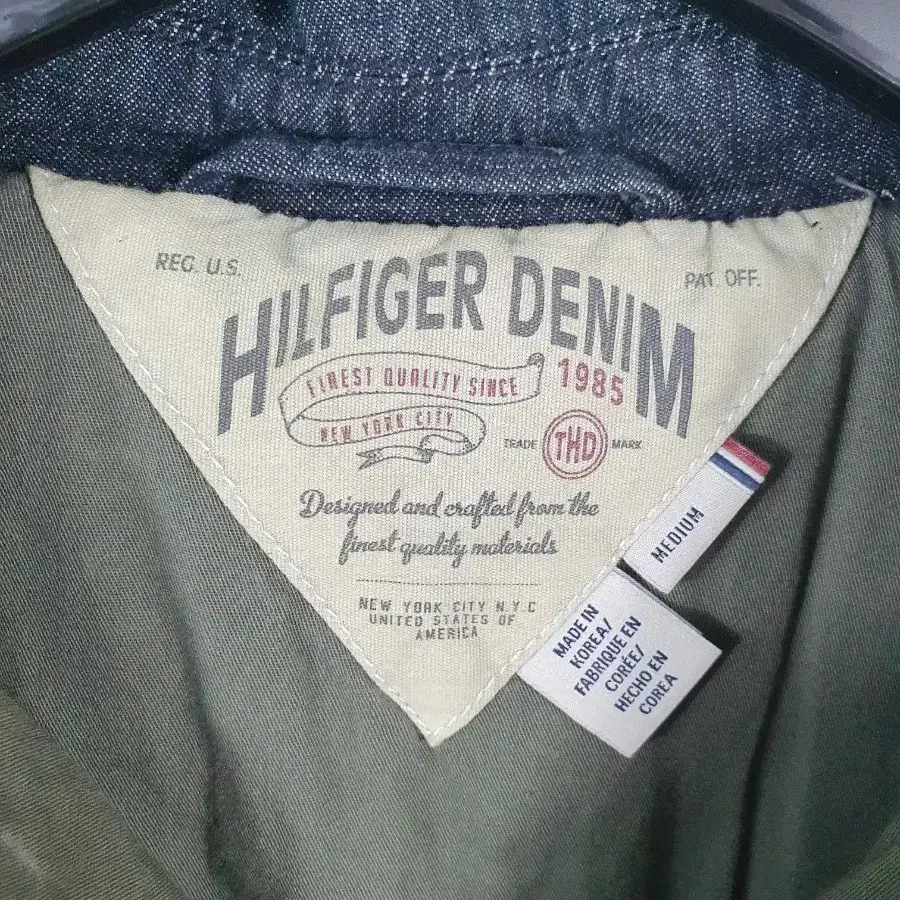 REG. U.S.
PAT. OFF.
HILFIGER DENIM
FINEST QUALITY SINCE
1985
NEW YORK CITY
TRADE THD MARK
Designed and crafted from the
finest quality materials
NEW YORK CITY N.Y.C
UNITED STATES OF
AMERICA
MEDIUM
MADE IN
KOREA/
FABRIQUE EN
CORÉE/
HECHO EN
COREA